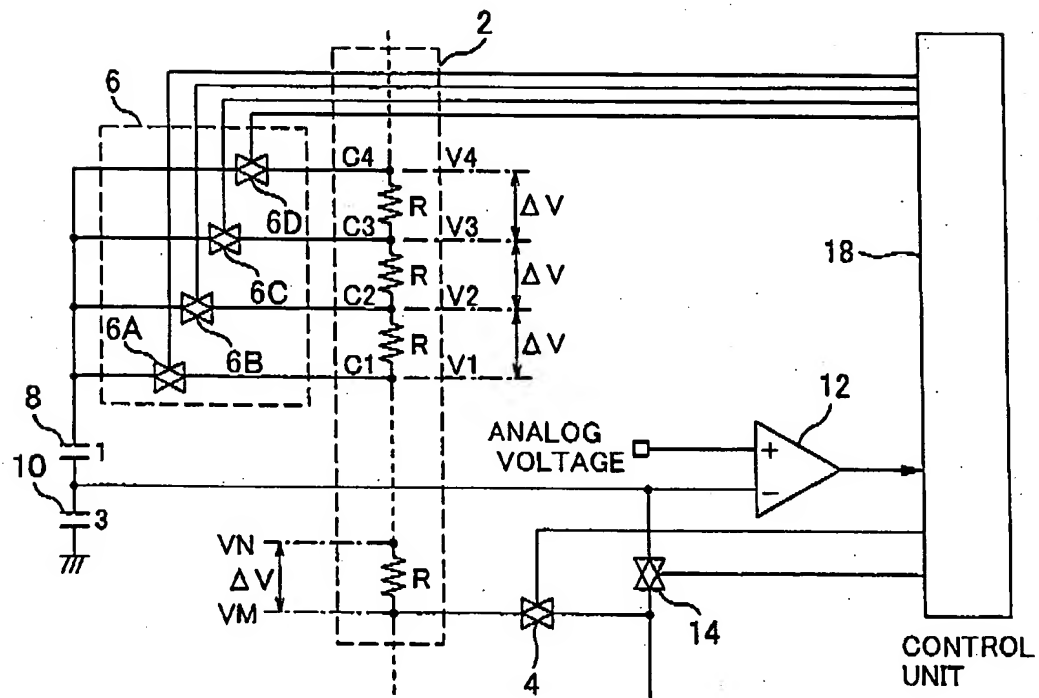 2
6
C4 V4
R ΔV
6D
C3 V3
18
R ΔV
6C
C2 V2
6A
R ΔV
6B
C1 V1
8
1
12
ANALOG
VOLTAGE
+
−
10
3
VN
ΔV
R
VM
14
4
CONTROL
UNIT